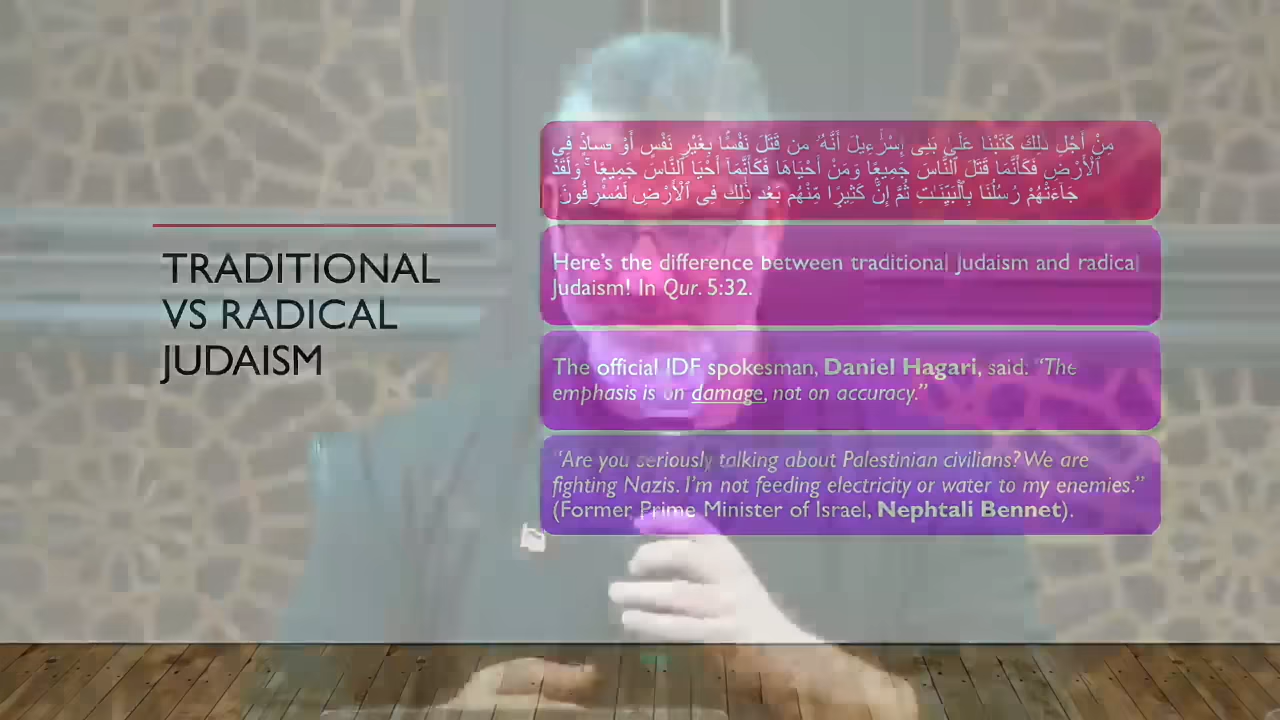 TRADITIONAL
VS RADICAL
JUDAISM
مِنْ أَجْلِ ذَٰلِكَ كَتَبْنَا عَلَىٰ بَنِى إِسْرَٰٓءِيلَ أَنَّهُۥ مَن قَتَلَ نَفْسًۢا بِغَيْرِ نَفْسٍ أَوْ فَسَادٍ فِى
ٱلْأَرْضِ فَكَأَنَّمَا قَتَلَ ٱلنَّاسَ جَمِيعًا وَمَنْ أَحْيَاهَا فَكَأَنَّمَآ أَحْيَا ٱلنَّاسَ جَمِيعًا ۚ وَلَقَدْ
جَآءَتْهُمْ رُسُلُنَا بِٱلْبَيِّنَـٰتِ ثُمَّ إِنَّ كَثِيرًا مِّنْهُم بَعْدَ ذَٰلِكَ فِى ٱلْأَرْضِ لَمُسْرِفُونَ
Here’s the difference between traditional Judaism and radical
Judaism! In Qur. 5:32.
The official IDF spokesman, Daniel Hagari, said: “The
emphasis is on damage, not on accuracy.”
“Are you seriously talking about Palestinian civilians? We are
fighting Nazis. I’m not feeding electricity or water to my enemies.”
(Former Prime Minister of Israel, Nephtali Bennet).